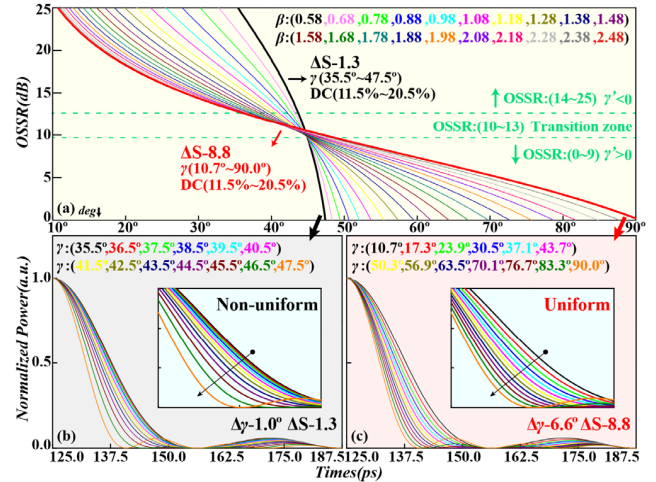 25
20
15
10
5
0
OSSR(dB)
β:(0.58,0.68,0.78,0.88,0.98,1.08,1.18,1.28,1.38,1.48)
β:(1.58,1.68,1.78,1.88,1.98,2.08,2.18,2.28,2.38,2.48)
ΔS-1.3
γ(35.5°~47.5°)
DC(11.5%~20.5%)
OSSR:(14~25) γ'<0
OSSR:(10~13) Transition zone
OSSR:(0~9) γ'>0
ΔS-8.8
γ(10.7°~90.0°)
DC(11.5%~20.5%)
(a) deg
10° 20° 30° 40° 50° 60° 70° 80° 90°
γ:(35.5°,36.5°,37.5°,38.5°,39.5°,40.5°)
γ:(41.5°,42.5°,43.5°,44.5°,45.5°,46.5°,47.5°)
Non-uniform
Δγ-1.0° ΔS-1.3
(b)
γ:(10.7°,17.3°,23.9°,30.5°,37.1°,43.7°)
γ:(50.3°,56.9°,63.5°,70.1°,76.7°,83.3°,90.0°)
Uniform
Δγ-6.6° ΔS-8.8
(c)
1.0
0.5
0.0
Normalized Power(a.u.)
125.0 137.5 150.0 162.5 175.0 187.5
125.0 137.5 150.0 162.5 175.0 187.5
Times(ps)